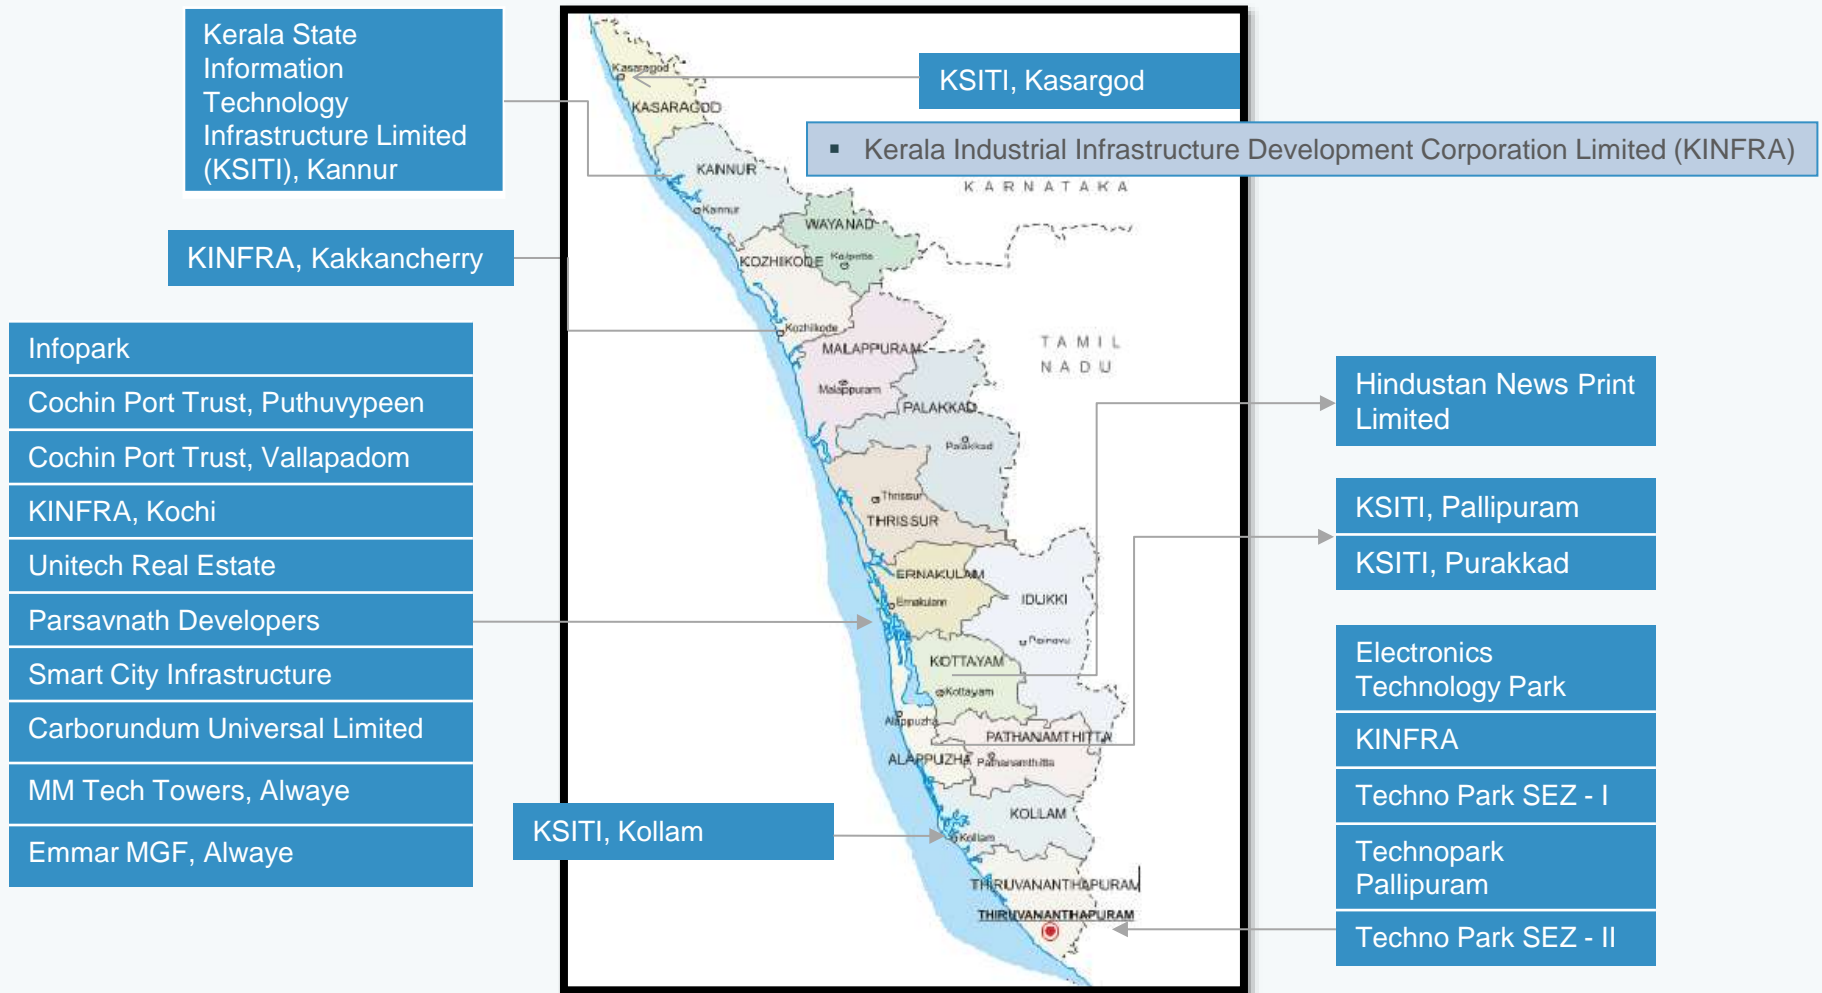 Kerala State
Information
Technology
Infrastructure Limited
(KSITI), Kannur
KINFRA, Kakkancherry
Infopark
Cochin Port Trust, Puthuvypeen
Cochin Port Trust, Vallapadom
KINFRA, Kochi
Unitech Real Estate
Parsavnath Developers
Smart City Infrastructure
Carborundum Universal Limited
MM Tech Towers, Alwaye
Emmar MGF, Alwaye
KSITI, Kollam
KSITI, Kasargod
▪ Kerala Industrial Infrastructure Development Corporation Limited (KINFRA)
Kasaragod
KASARAGOD
KANNUR
KARNATAKA
Kannur
WAYANAD
KOZHIKODE
Kalpetta
Kozhikode
TAMIL
NADU
MALAPPURAM
Malappuram
PALAKKAD
Palakkad
Thrissur
THRISSUR
ERNAKULAM
Ernakulam
IDUKKI
Painavu
KOTTAYAM
Kottayam
Alappuzha
PATHANAMTHITTA
ALAPPUZHA
Pathanamthitta
KOLLAM
Kollam
THIRUVANANTHAPURAM
THIRUVANANTHAPURAM
Hindustan News Print
Limited
KSITI, Pallipuram
KSITI, Purakkad
Electronics
Technology Park
KINFRA
Techno Park SEZ - I
Technopark
Pallipuram
Techno Park SEZ - II